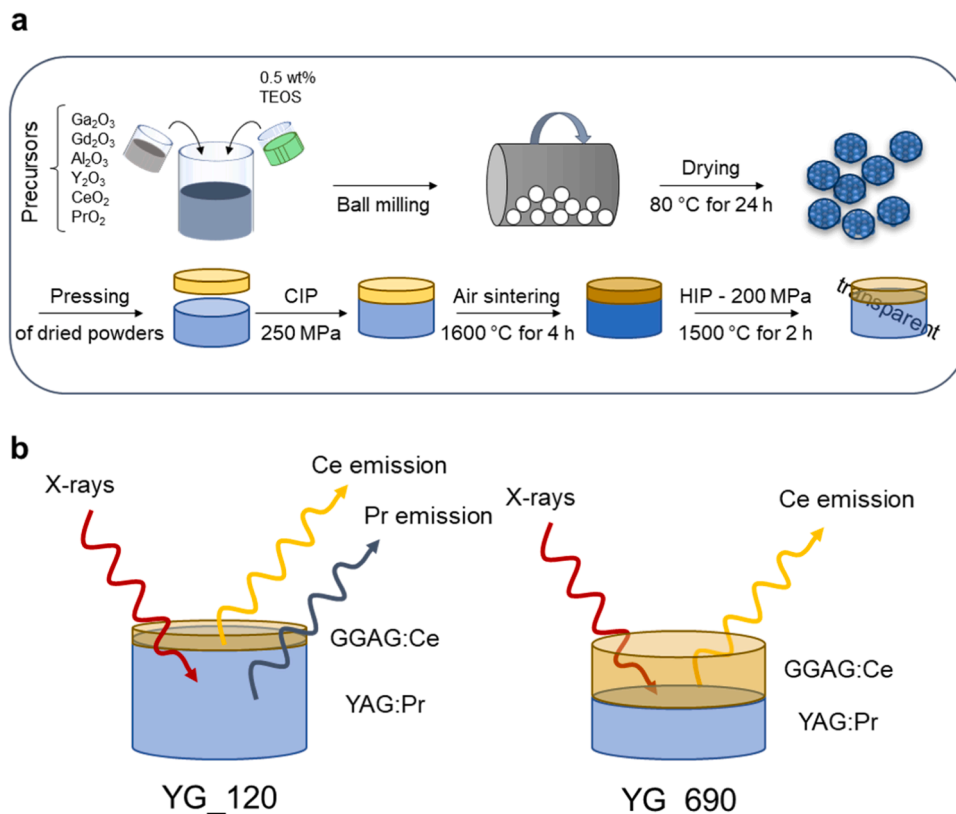 a
0.5 wt%
TEOS
Precursors
Ga₂O₃
Gd₂O₃
Al₂O₃
Y₂O₃
CeO₂
PrO₂
Ball milling
Drying
80 °C for 24 h
Pressing
of dried powders
CIP
250 MPa
Air sintering
1600 °C for 4 h
HIP - 200 MPa
1500 °C for 2 h
transparent
b
X-rays
Ce emission
Pr emission
GGAG:Ce
YAG:Pr
YG_120
X-rays
Ce emission
GGAG:Ce
YAG:Pr
YG 690